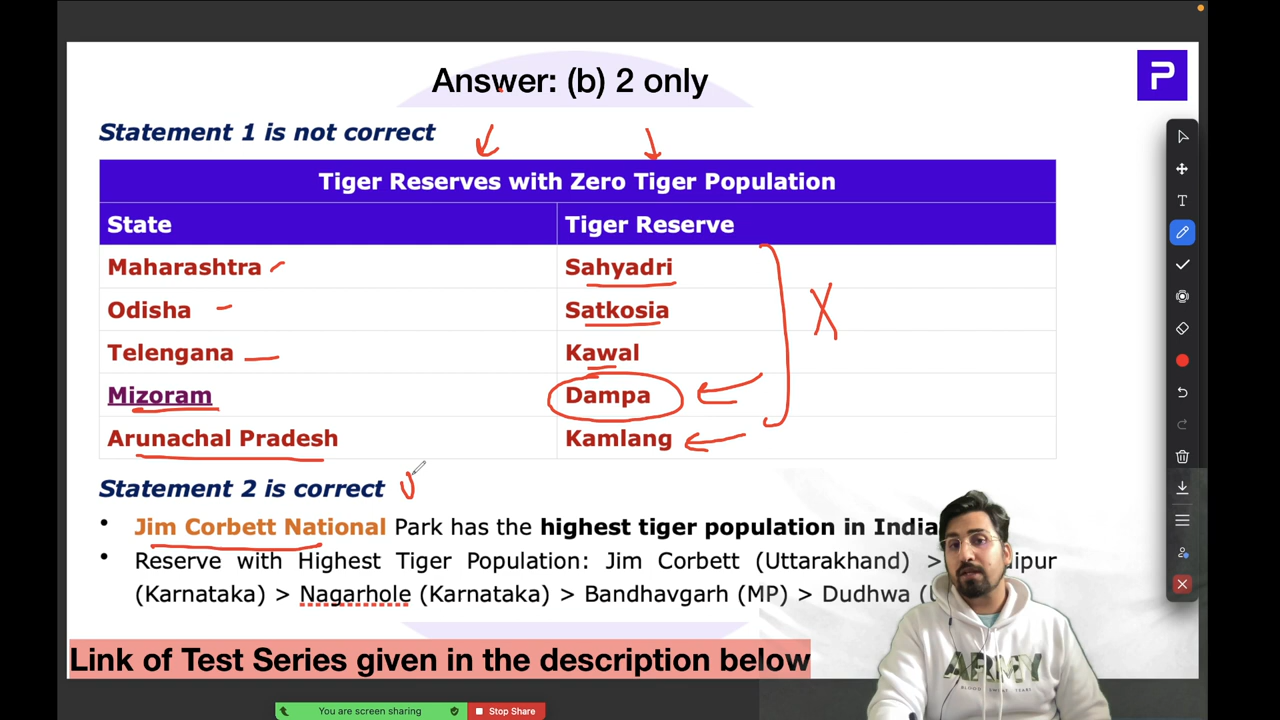 Answer: (b) 2 only
P
Statement 1 is not correct
Tiger Reserves with Zero Tiger Population
State Tiger Reserve
Maharashtra Sahyadri
Odisha Satkosia
Telengana Kawal
Mizoram Dampa
Arunachal Pradesh Kamlang
X
T
Statement 2 is correct
• Jim Corbett National Park has the highest tiger population in India
• Reserve with Highest Tiger Population: Jim Corbett (Uttarakhand) >
(Karnataka) > Nagarhole (Karnataka) > Bandhavgarh (MP) > Dudhwa
Link of Test Series given in the description below
ARMY
You are screen sharing Stop Share